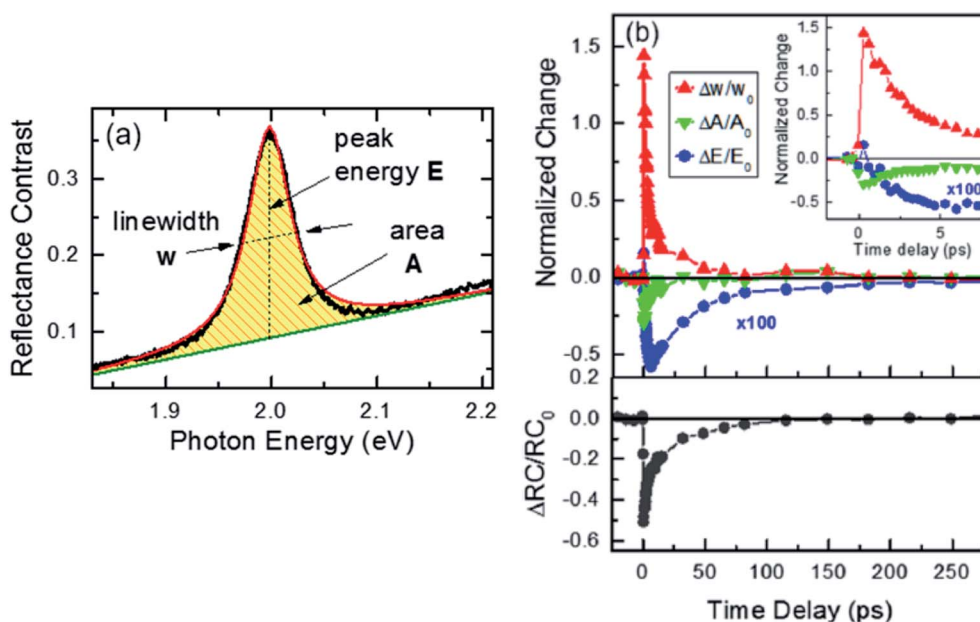 (a)
peak
energy E
linewidth
w
area
A
Reflectance Contrast
0.3
0.2
0.1
1.9 2.0 2.1 2.2
Photon Energy (eV)
(b)
Normalized Change
1.5
1.0
0.5
0.0
-0.5
Δw/w₀
ΔA/A₀
ΔE/E₀
x100
Normalized Change
1.5
1.0
0.5
0.0
-0.5
x100
0 5
Time delay (ps)
ΔRC/RC₀
0.2
0.0
-0.2
-0.4
-0.6
0 50 100 150 200 250
Time Delay (ps)